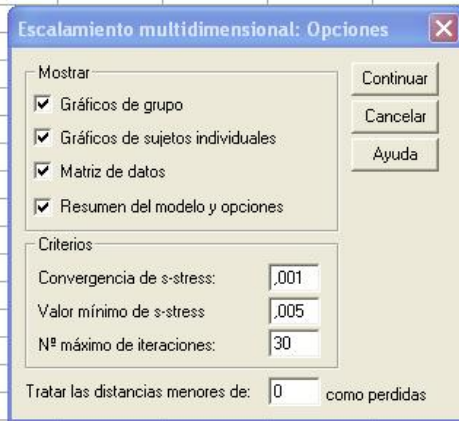 Escalamiento multidimensional: Opciones
Mostrar
Gráficos de grupo
Gráficos de sujetos individuales
Matriz de datos
Resumen del modelo y opciones
Continuar
Cancelar
Ayuda
Criterios
Convergencia de s-stress: ,001
Valor mínimo de s-stress ,005
Nº máximo de iteraciones: 30
Tratar las distancias menores de: 0 como perdidas